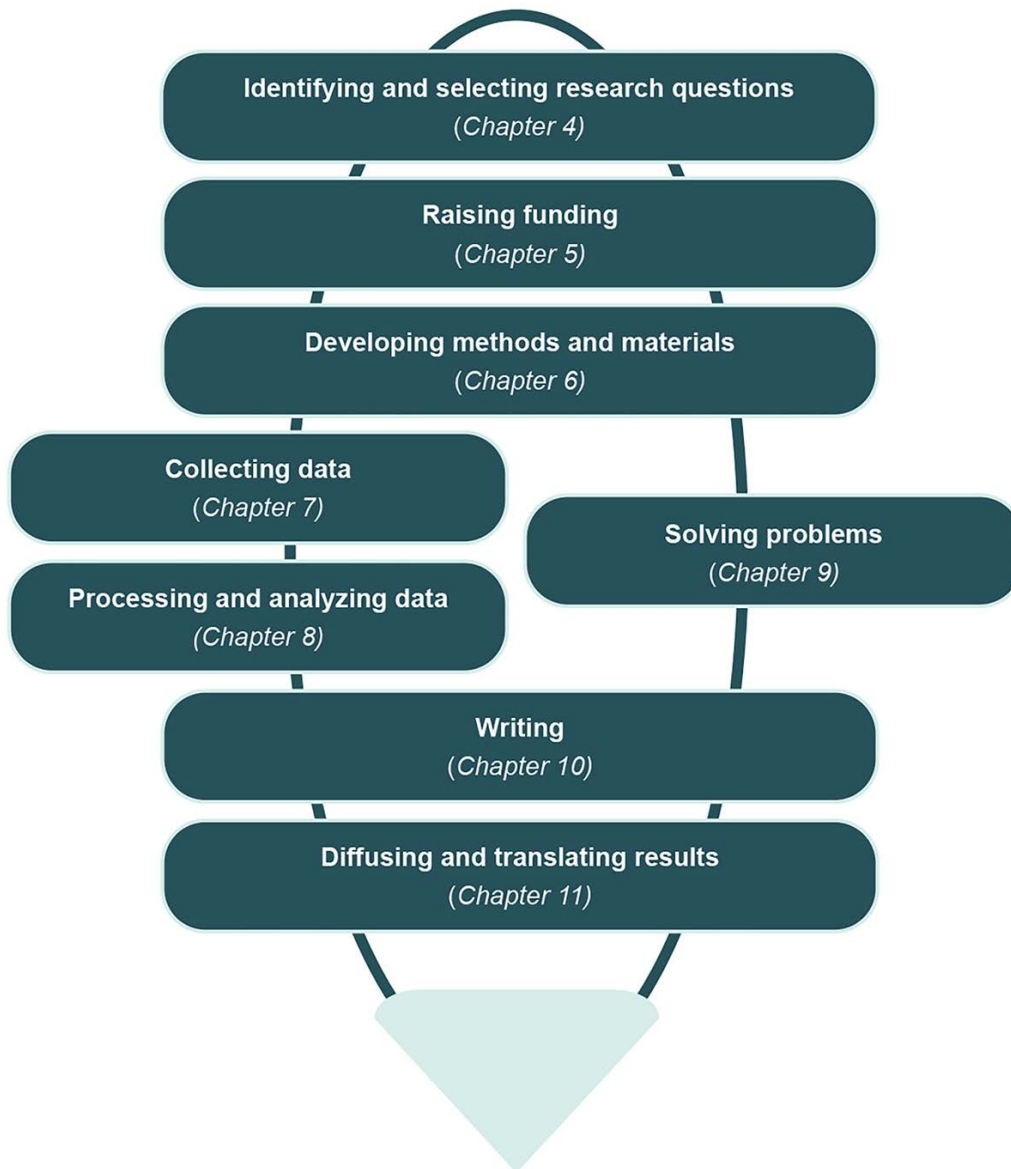 Identifying and selecting research questions
(Chapter 4)
Raising funding
(Chapter 5)
Developing methods and materials
(Chapter 6)
Collecting data
(Chapter 7)
Processing and analyzing data
(Chapter 8)
Solving problems
(Chapter 9)
Writing
(Chapter 10)
Diffusing and translating results
(Chapter 11)